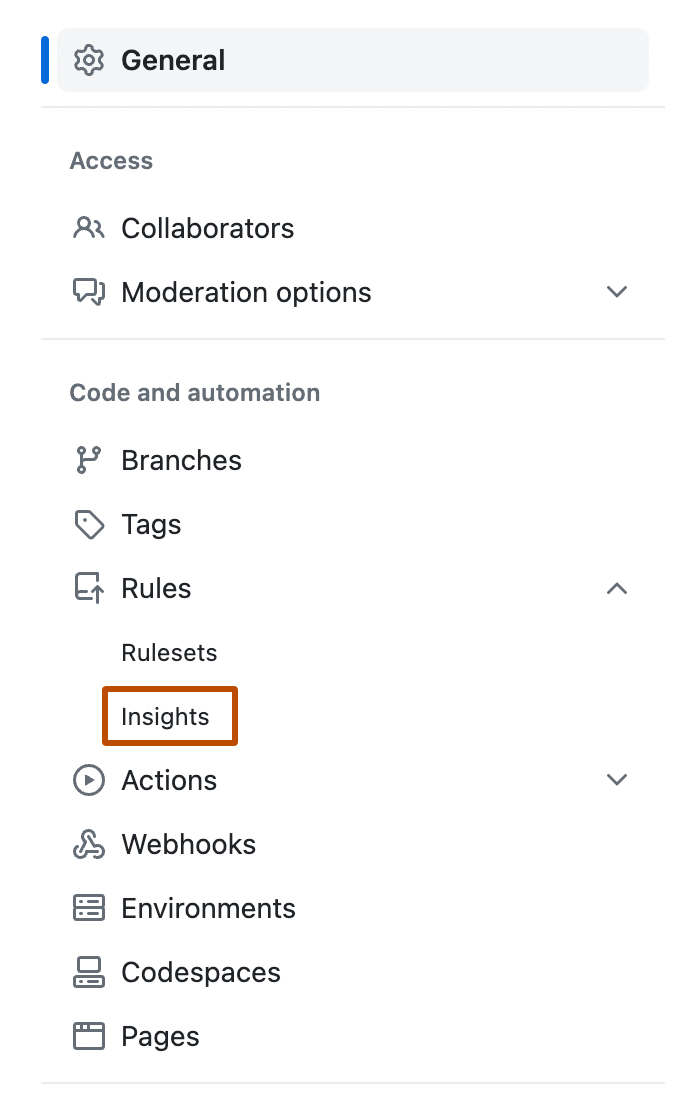 General
Access
Collaborators
Moderation options
Code and automation
Branches
Tags
Rules
Rulesets
Insights
Actions
Webhooks
Environments
Codespaces
Pages